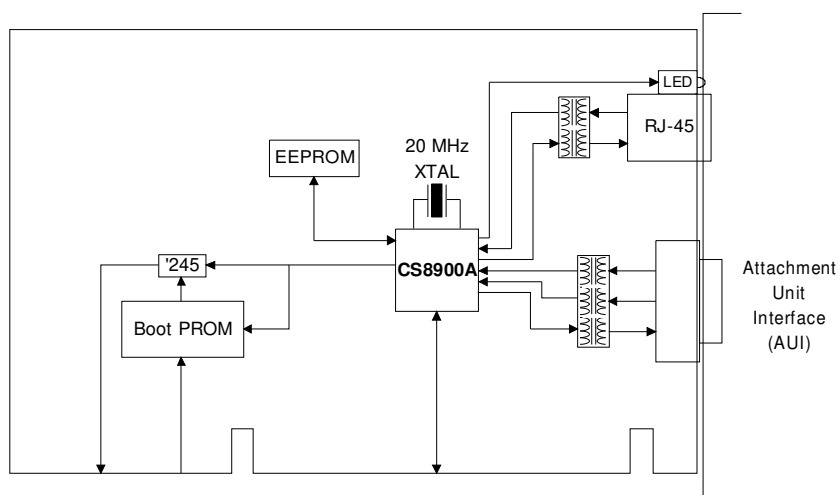 LED
RJ-45
20 MHz
XTAL
EEPROM
'245
CS8900A
Boot PROM
Attachment
Unit
Interface
(AUI)